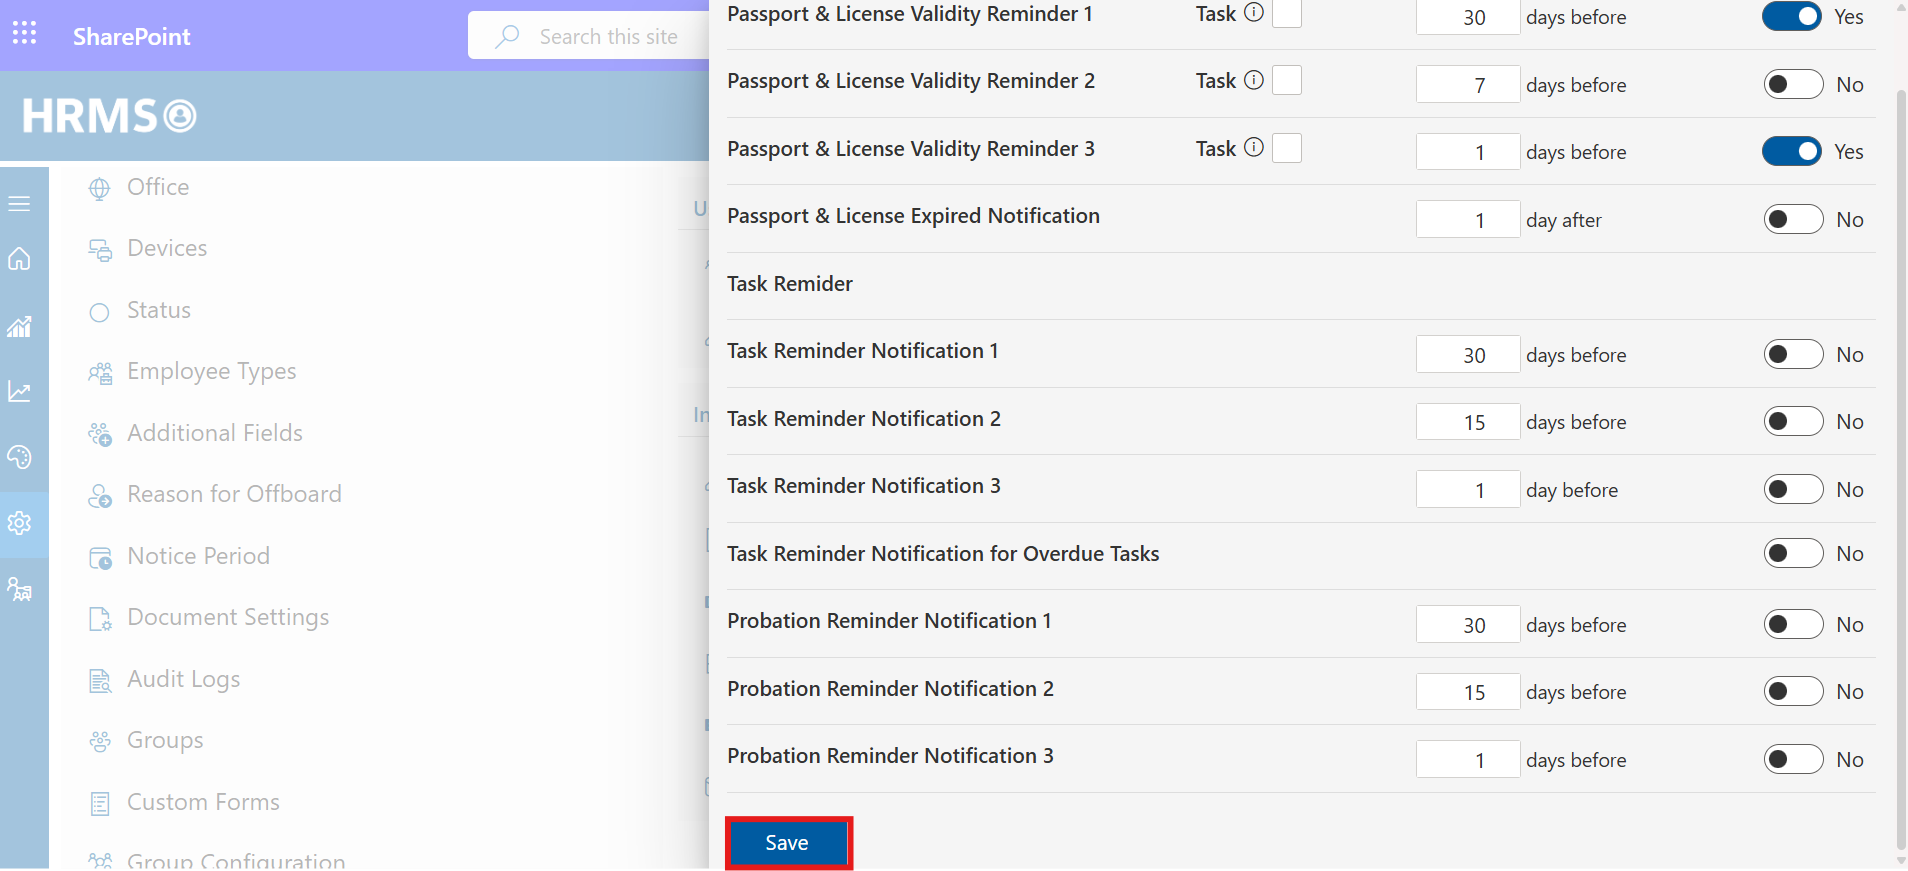 SharePoint
Search this site
HRMS
Office
Devices
Status
Employee Types
Additional Fields
Reason for Offboard
Notice Period
Document Settings
Audit Logs
Groups
Custom Forms
Group Configuration
Passport & License Validity Reminder 1 Task 30 days before Yes
Passport & License Validity Reminder 2 Task 7 days before No
Passport & License Validity Reminder 3 Task 1 days before Yes
Passport & License Expired Notification 1 day after No
Task Remider
Task Reminder Notification 1 30 days before No
Task Reminder Notification 2 15 days before No
Task Reminder Notification 3 1 day before No
Task Reminder Notification for Overdue Tasks No
Probation Reminder Notification 1 30 days before No
Probation Reminder Notification 2 15 days before No
Probation Reminder Notification 3 1 days before No
Save